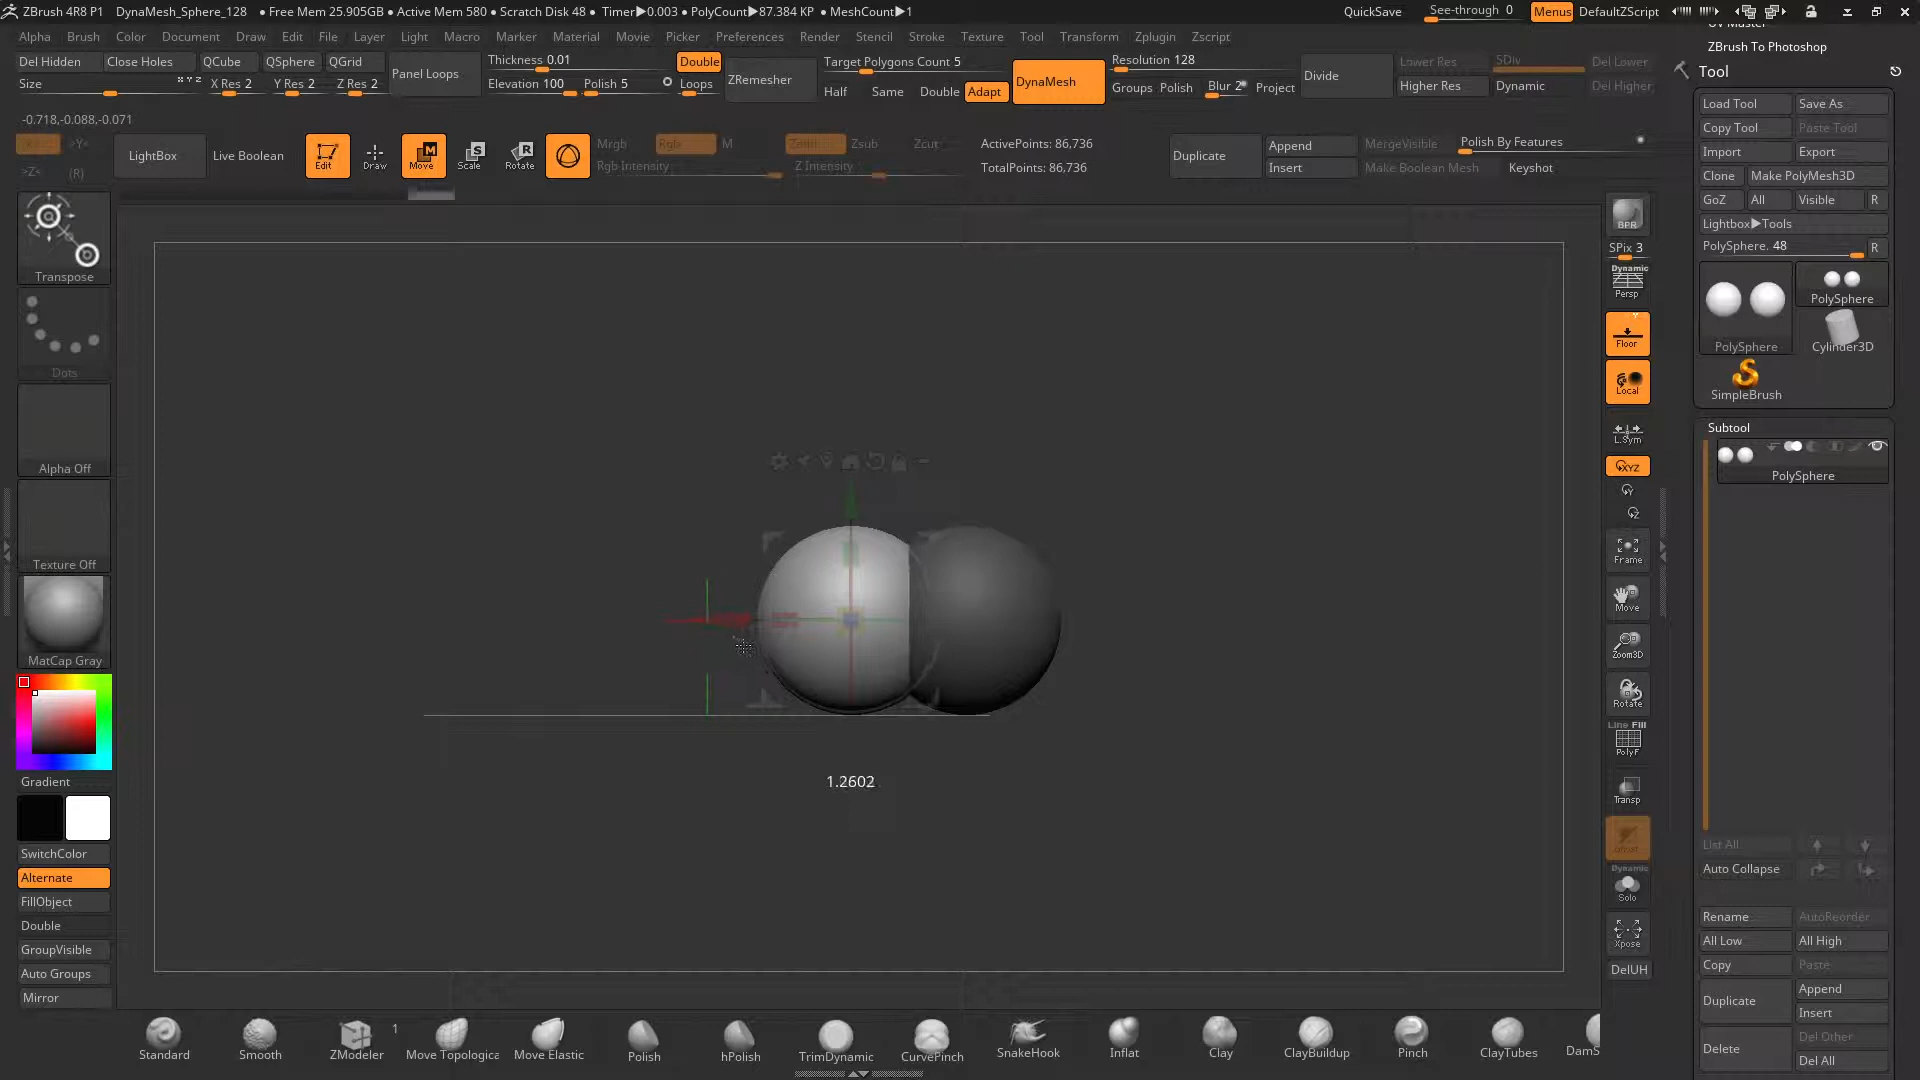 ZBrush 4R8 P1 DynaMesh_Sphere_128 • Free Mem 25.905GB • Active Mem 580 • Scratch Disk 48 • Timer▶0.003 • PolyCount▶87.384 KP • MeshCount▶1 QuickSave See-through 0 Menus DefaultZScript
Alpha Brush Color Document Draw Edit File Layer Light Macro Marker Material Movie Picker Preferences Render Stencil Stroke Texture Tool Transform Zplugin Zscript
ZBrush To Photoshop
Del Hidden Close Holes QCube QSphere QGrid Panel Loops Thickness 0.01 Double ZRemesher Target Polygons Count 5 DynaMesh Resolution 128 Divide Lower Res SDiv Del Lower
Size X Res 2 Y Res 2 Z Res 2 Elevation 100 Polish 5 Loops Half Same Double Adapt Groups Polish Blur 2 Project Higher Res Dynamic Del Higher
-0.718,-0.088,-0.071
>Y<
>Z< (R)
LightBox Live Boolean Edit Draw Move Scale Rotate Mrgb Rgb M Zadd Zsub Zcut
Rgb Intensity Z Intensity
ActivePoints: 86,736
TotalPoints: 86,736
Duplicate Append Insert MergeVisible Make Boolean Mesh Polish By Features Keyshot
Transpose
Dots
Alpha Off
Texture Off
MatCap Gray
Gradient
SwitchColor
Alternate
FillObject
Double
GroupVisible
Auto Groups
Mirror
1.2602
BPR
SPix 3
Dynamic
Persp
Floor
Local
L.Sym
XYZ
Frame
Move
Zoom3D
Rotate
Line Fill
PolyF
Transp
Dynamic
Solo
Xpose
DelUH
Tool
Load Tool Save As
Copy Tool Paste Tool
Import Export
Clone Make PolyMesh3D
GoZ All Visible R
Lightbox▶Tools
PolySphere. 48 R
PolySphere
PolySphere Cylinder3D
SimpleBrush
Subtool
PolySphere
List All
Auto Collapse
Rename AutoReorder
All Low All High
Copy Paste
Duplicate Append
Insert
Delete Del Other
Del All
1
Standard Smooth ZModeler Move Topologica Move Elastic Polish hPolish TrimDynamic CurvePinch SnakeHook Inflat Clay ClayBuildup Pinch ClayTubes DamS